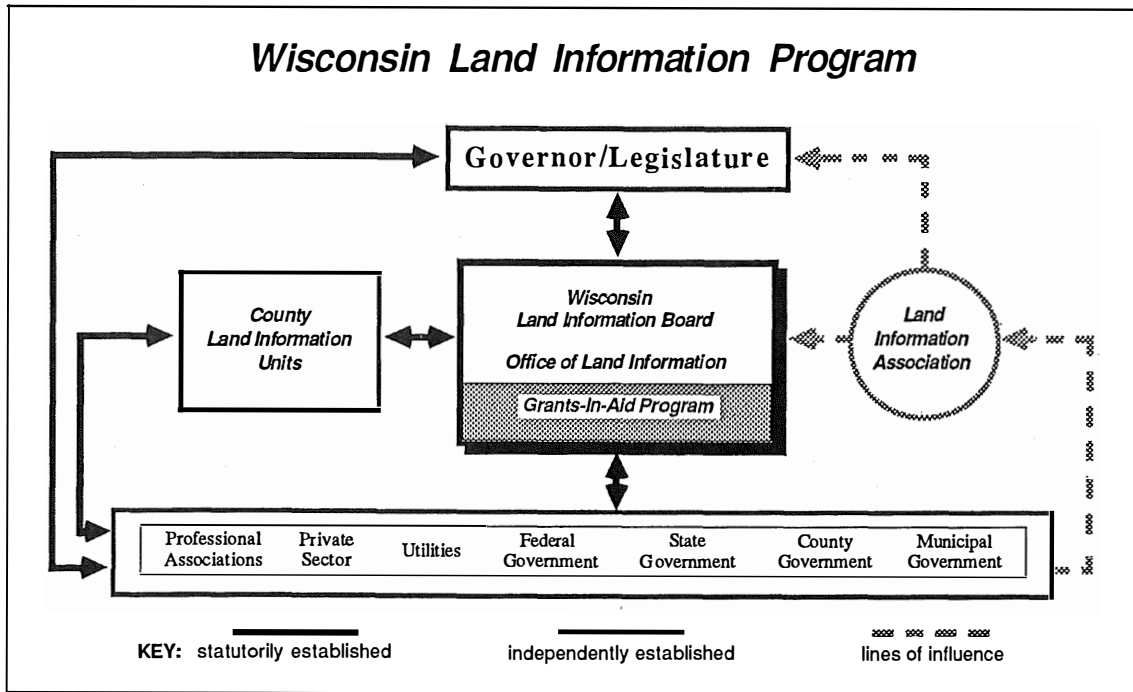 Wisconsin Land Information Program
Governor/Legislature
County
Land Information
Units
Wisconsin
Land Information Board
Office of Land Information
Grants-In-Aid Program
Land
Information
Association
Professional
Associations
Private
Sector
Utilities
Federal
Government
State
Government
County
Government
Municipal
Government
KEY: statutorily established
independently established
lines of influence